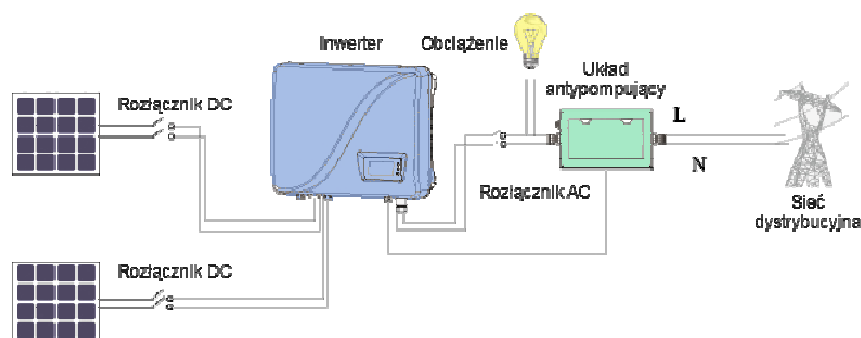 Inwerter
Obciążenie
Układ
antypompujący
Rozłącznik DC
L
N
Rozłącznik AC
Sieć
dystrybucyjna
Rozłącznik DC